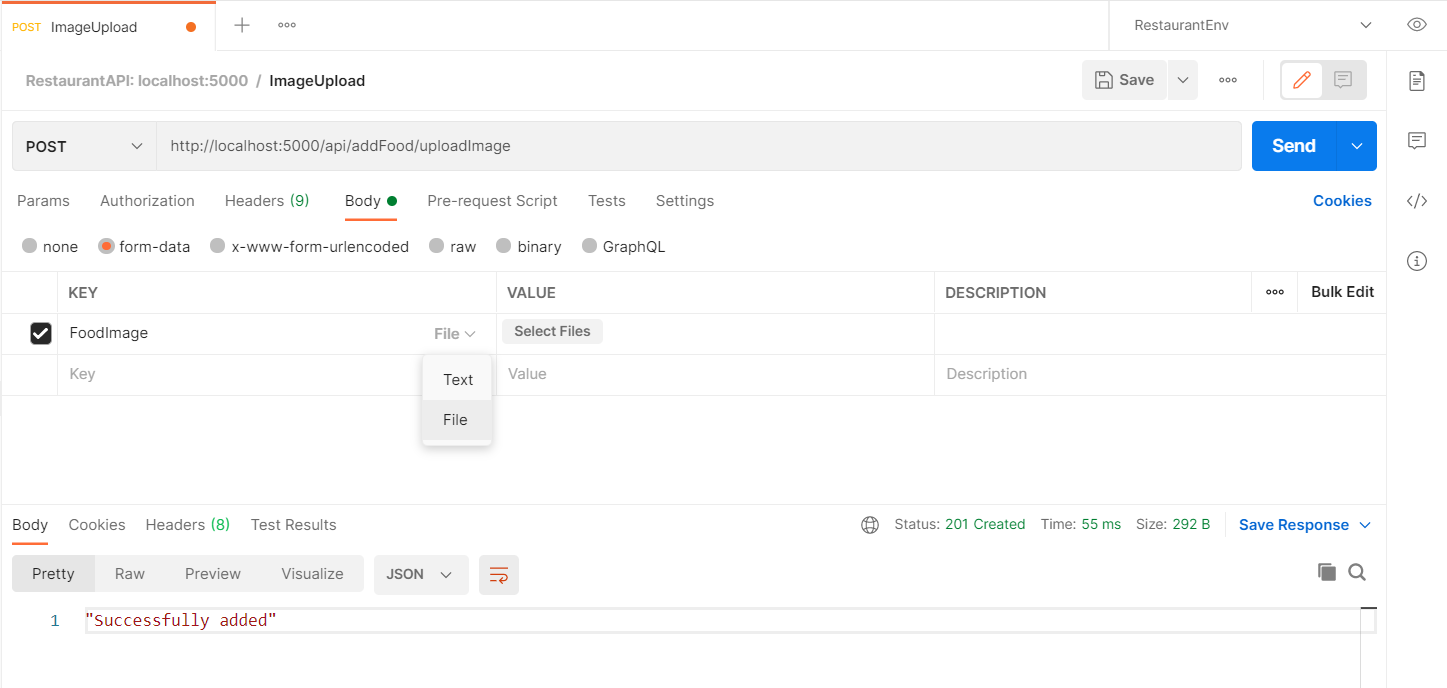 POST ImageUpload RestaurantEnv
RestaurantAPI: localhost:5000 / ImageUpload Save
POST http://localhost:5000/api/addFood/uploadImage Send
Params Authorization Headers (9) Body Pre-request Script Tests Settings Cookies
none form-data x-www-form-urlencoded raw binary GraphQL
KEY VALUE DESCRIPTION Bulk Edit
FoodImage File Select Files
Key Value Description
Text
File
Body Cookies Headers (8) Test Results Status: 201 Created Time: 55 ms Size: 292 B Save Response
Pretty Raw Preview Visualize JSON
1 "Successfully added"